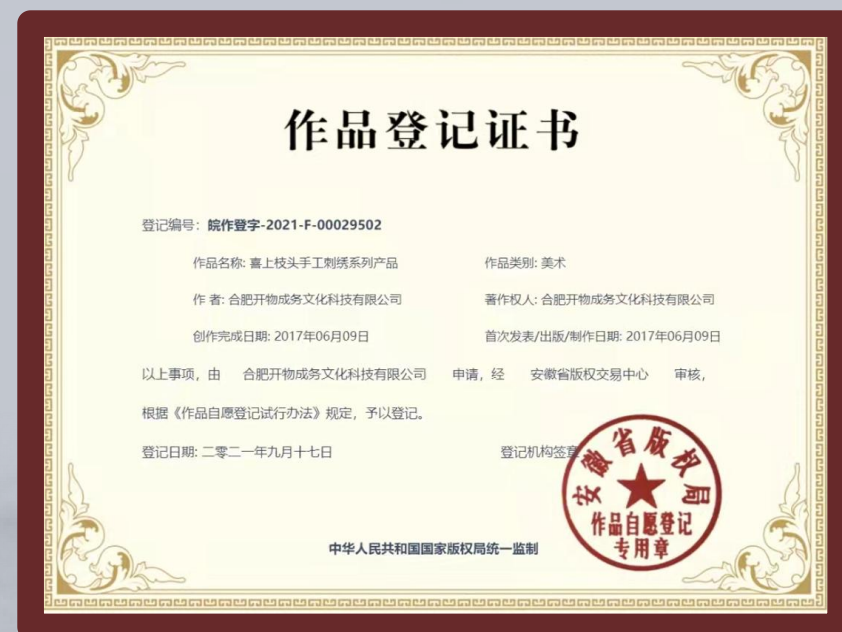 作品登记证书
登记编号：皖作登字-2021-F-00029502
作品名称: 喜上枝头手工刺绣系列产品 作品类别: 美术
作 者: 合肥开物成务文化科技有限公司 著作权人: 合肥开物成务文化科技有限公司
创作完成日期: 2017年06月09日 首次发表/出版/制作日期: 2017年06月09日
以上事项，由 合肥开物成务文化科技有限公司 申请，经 安徽省版权交易中心 审核，
根据《作品自愿登记试行办法》规定，予以登记。
登记日期: 二零二一年九月十七日 登记机构签章
安徽省版权局
作品自愿登记
专用章
中华人民共和国国家版权局统一监制